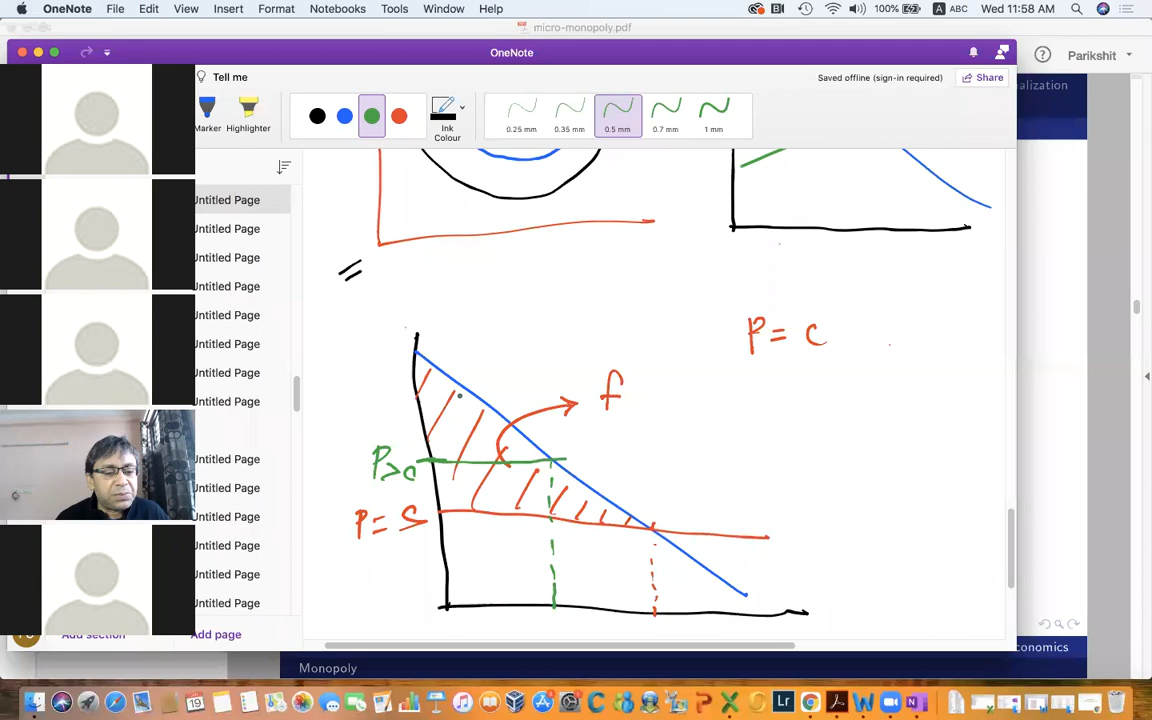 OneNote File Edit View Insert Format Notebooks Tools Window Help 100% A ABC Wed 11:58 AM
micro-monopoly.pdf
OneNote
Parikshit
Tell me
Saved offline (sign-in required)
Share
nalization
Marker
Highlighter
Ink
Colour
0.25 mm
0.35 mm
0.5 mm
0.7 mm
1 mm
Untitled Page
Untitled Page
Untitled Page
Untitled Page
Untitled Page
Untitled Page
Untitled Page
Untitled Page
Untitled Page
Untitled Page
Untitled Page
Untitled Page
Untitled Page
Add section
Add page
P = c
f
P>c
P = c
conomics
Monopoly
19
Lr